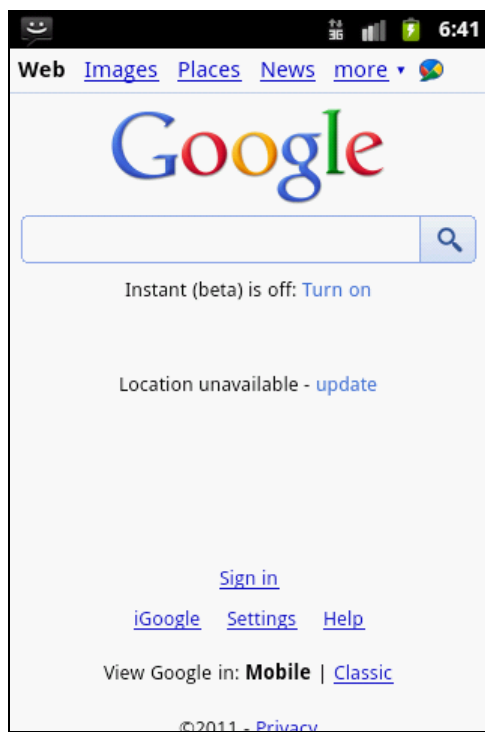 3G 6:41
Web Images Places News more ▾
Google
Instant (beta) is off: Turn on
Location unavailable - update
Sign in
iGoogle Settings Help
View Google in: Mobile | Classic
©2011 - Privacy